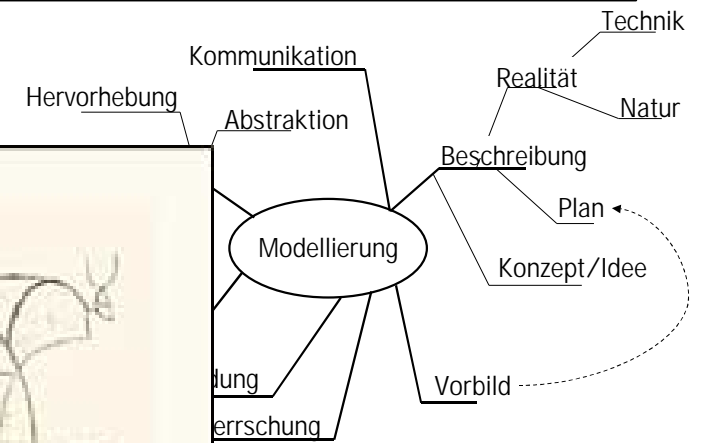 Technik
Kommunikation
Realität
Hervorhebung
Natur
Abstraktion
Beschreibung
Plan
Modellierung
Konzept/Idee
dung
Vorbild
errschung